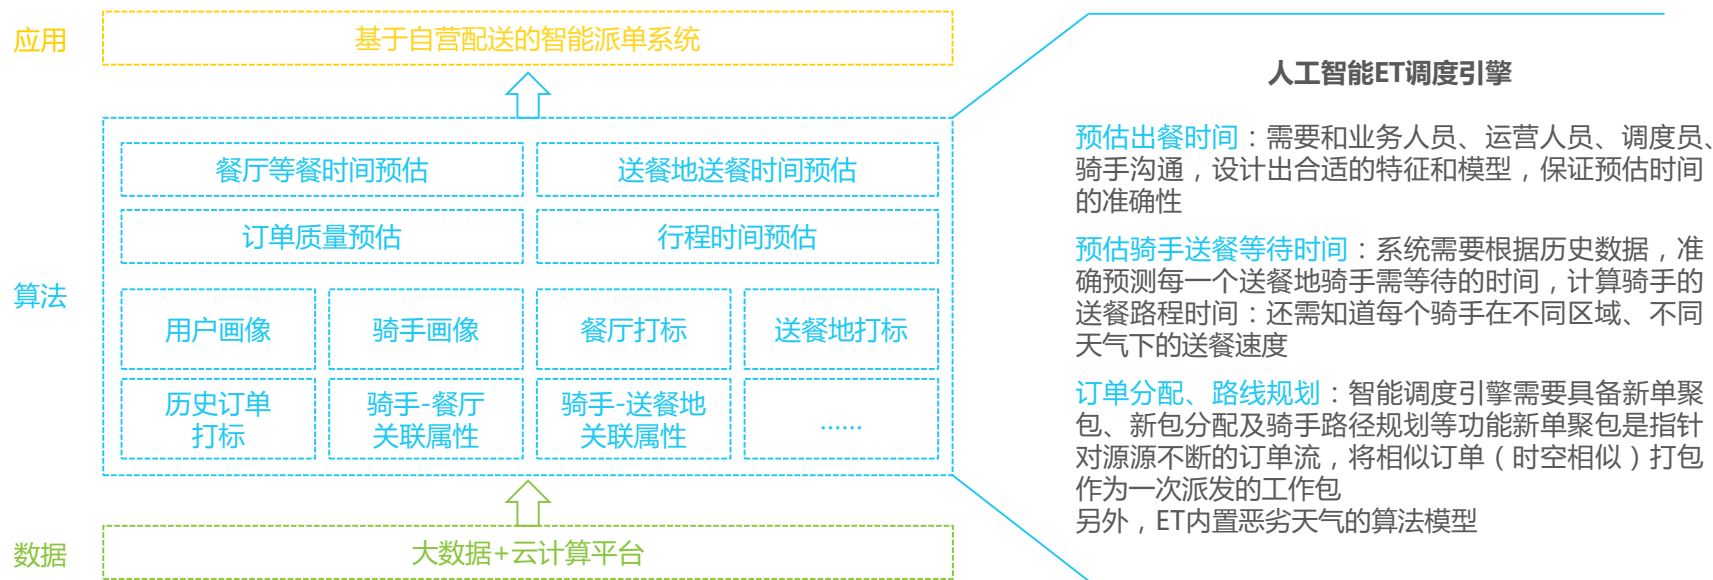 应用
基于自营配送的智能派单系统
算法
餐厅等餐时间预估
送餐地送餐时间预估
订单质量预估
行程时间预估
用户画像
骑手画像
餐厅打标
送餐地打标
历史订单
打标
骑手-餐厅
关联属性
骑手-送餐地
关联属性
......
数据
大数据+云计算平台
人工智能ET调度引擎
预估出餐时间：需要和业务人员、运营人员、调度员、
骑手沟通，设计出合适的特征和模型，保证预估时间
的准确性
预估骑手送餐等待时间：系统需要根据历史数据，准
确预测每一个送餐地骑手需等待的时间，计算骑手的
送餐路程时间：还需知道每个骑手在不同区域、不同
天气下的送餐速度
订单分配、路线规划：智能调度引擎需要具备新单聚
包、新包分配及骑手路径规划等功能新单聚包是指针
对源源不断的订单流，将相似订单（时空相似）打包
作为一次派发的工作包
另外，ET内置恶劣天气的算法模型